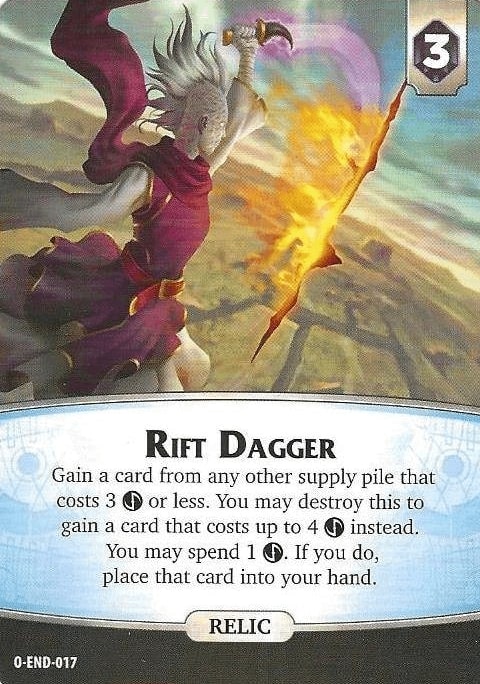 3
RIFT DAGGER
Gain a card from any other supply pile that
costs 3 or less. You may destroy this to
gain a card that costs up to 4 instead.
You may spend 1. If you do,
place that card into your hand.
RELIC
0-END-017